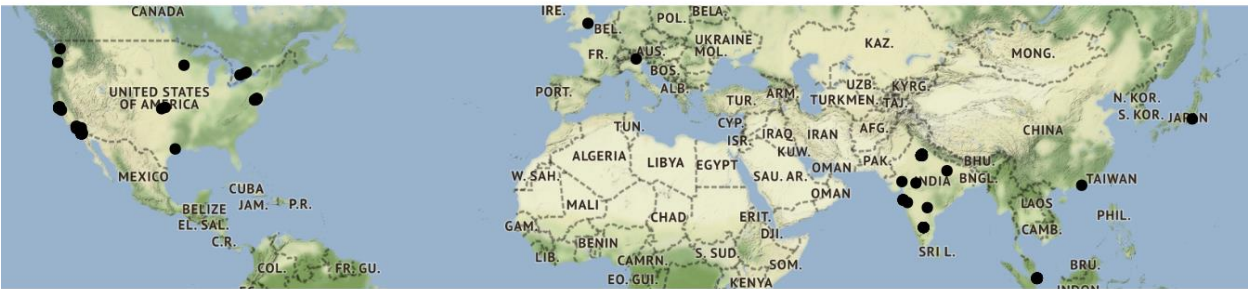 CANADA
UNITED STATES
OF AMERICA
MEXICO
CUBA
JAM.
P.R.
BELIZE
EL. SAL.
C.R.
COL.
FR. GU.
IRE.
BEL.
POL.
BELA.
FR.
AUS.
UKRAINE
MOL.
BOS.
PORT.
ALB.
TUR.
ARM.
KAZ.
UZB.
KYRG.
TURKMEN.
TAJ.
MONG.
N. KOR.
S. KOR.
JAPAN
CHINA
TUN.
CYP.
ISR.
IRAQ
IRAN
AFG.
KUW.
PAK.
ALGERIA
LIBYA
EGYPT
SAU. AR.
OMAN
OMAN
BHU.
BNGL.
INDIA
TAIWAN
W. SAH.
MALI
CHAD
ERIT.
DJI.
LAOS
CAMB.
PHIL.
GAM.
LIB.
BENIN
CAMRN.
S. SUD.
SOM.
SRI L.
EQ. GUI.
KENYA
BRU.